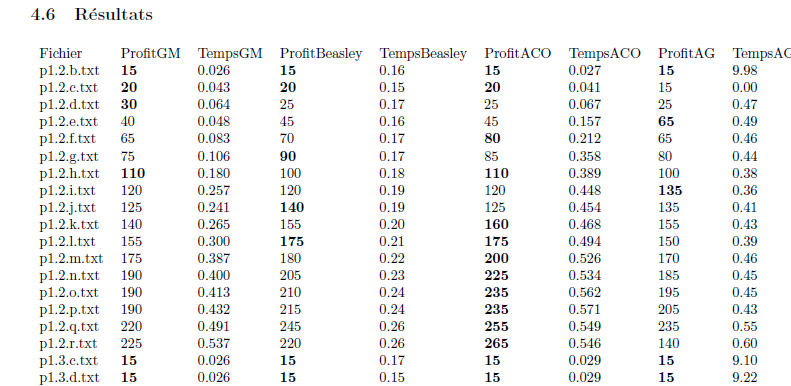 4.6 Résultats
Fichier ProfitGM TempsGM ProfitBeasley TempsBeasley ProfitACO TempsACO ProfitAG TempsAG
p1.2.b.txt 15 0.026 15 0.16 15 0.027 15 9.98
p1.2.c.txt 20 0.043 20 0.15 20 0.041 15 0.00
p1.2.d.txt 30 0.064 25 0.17 25 0.067 25 0.47
p1.2.e.txt 40 0.048 45 0.16 45 0.157 65 0.49
p1.2.f.txt 65 0.083 70 0.17 80 0.212 65 0.46
p1.2.g.txt 75 0.106 90 0.17 85 0.358 80 0.44
p1.2.h.txt 110 0.180 100 0.18 110 0.389 100 0.38
p1.2.i.txt 120 0.257 120 0.19 120 0.448 135 0.36
p1.2.j.txt 125 0.241 140 0.19 125 0.454 135 0.41
p1.2.k.txt 140 0.265 155 0.20 160 0.468 155 0.43
p1.2.l.txt 155 0.300 175 0.21 175 0.494 150 0.39
p1.2.m.txt 175 0.387 180 0.22 200 0.526 170 0.46
p1.2.n.txt 190 0.400 205 0.23 225 0.534 185 0.45
p1.2.o.txt 190 0.413 210 0.24 235 0.562 195 0.45
p1.2.p.txt 190 0.432 215 0.24 235 0.571 205 0.43
p1.2.q.txt 220 0.491 245 0.26 255 0.549 235 0.55
p1.2.r.txt 225 0.537 220 0.26 265 0.546 140 0.60
p1.3.c.txt 15 0.026 15 0.17 15 0.029 15 9.10
p1.3.d.txt 15 0.026 15 0.15 15 0.029 15 9.22